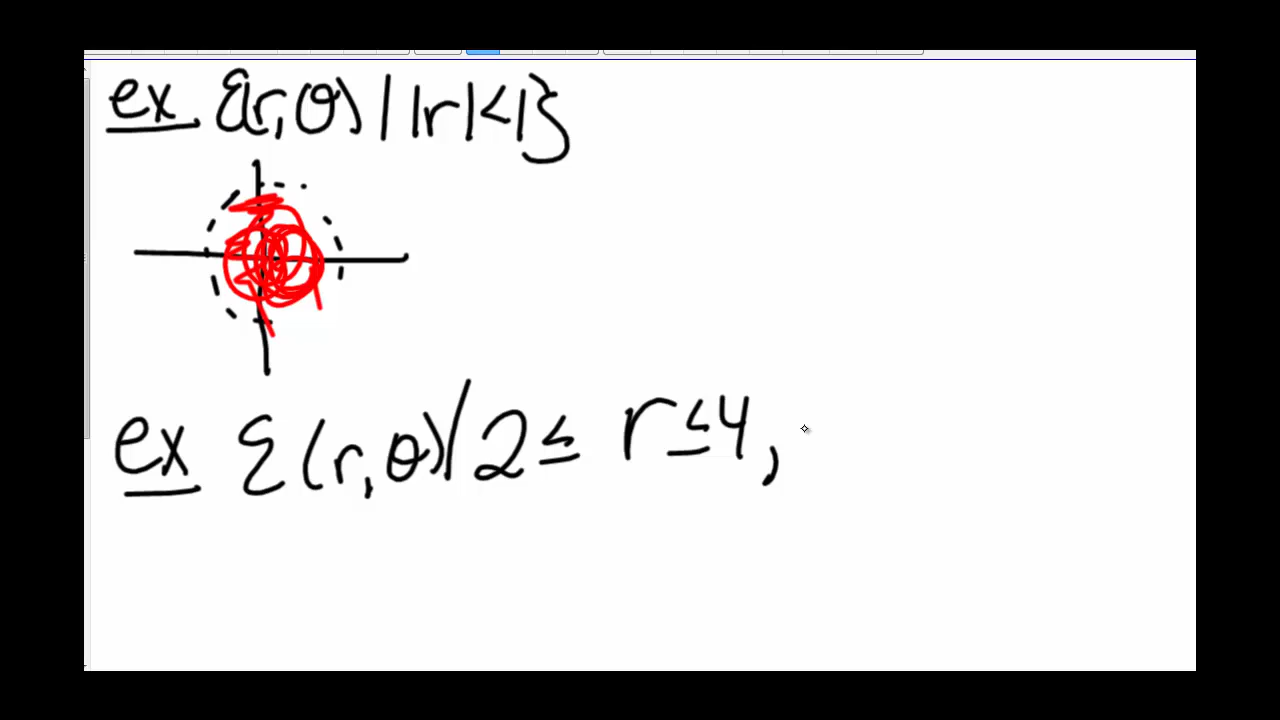 ex {(r,θ) | |r|<1}
ex {(r,θ) | 2 ≤ r ≤ 4,